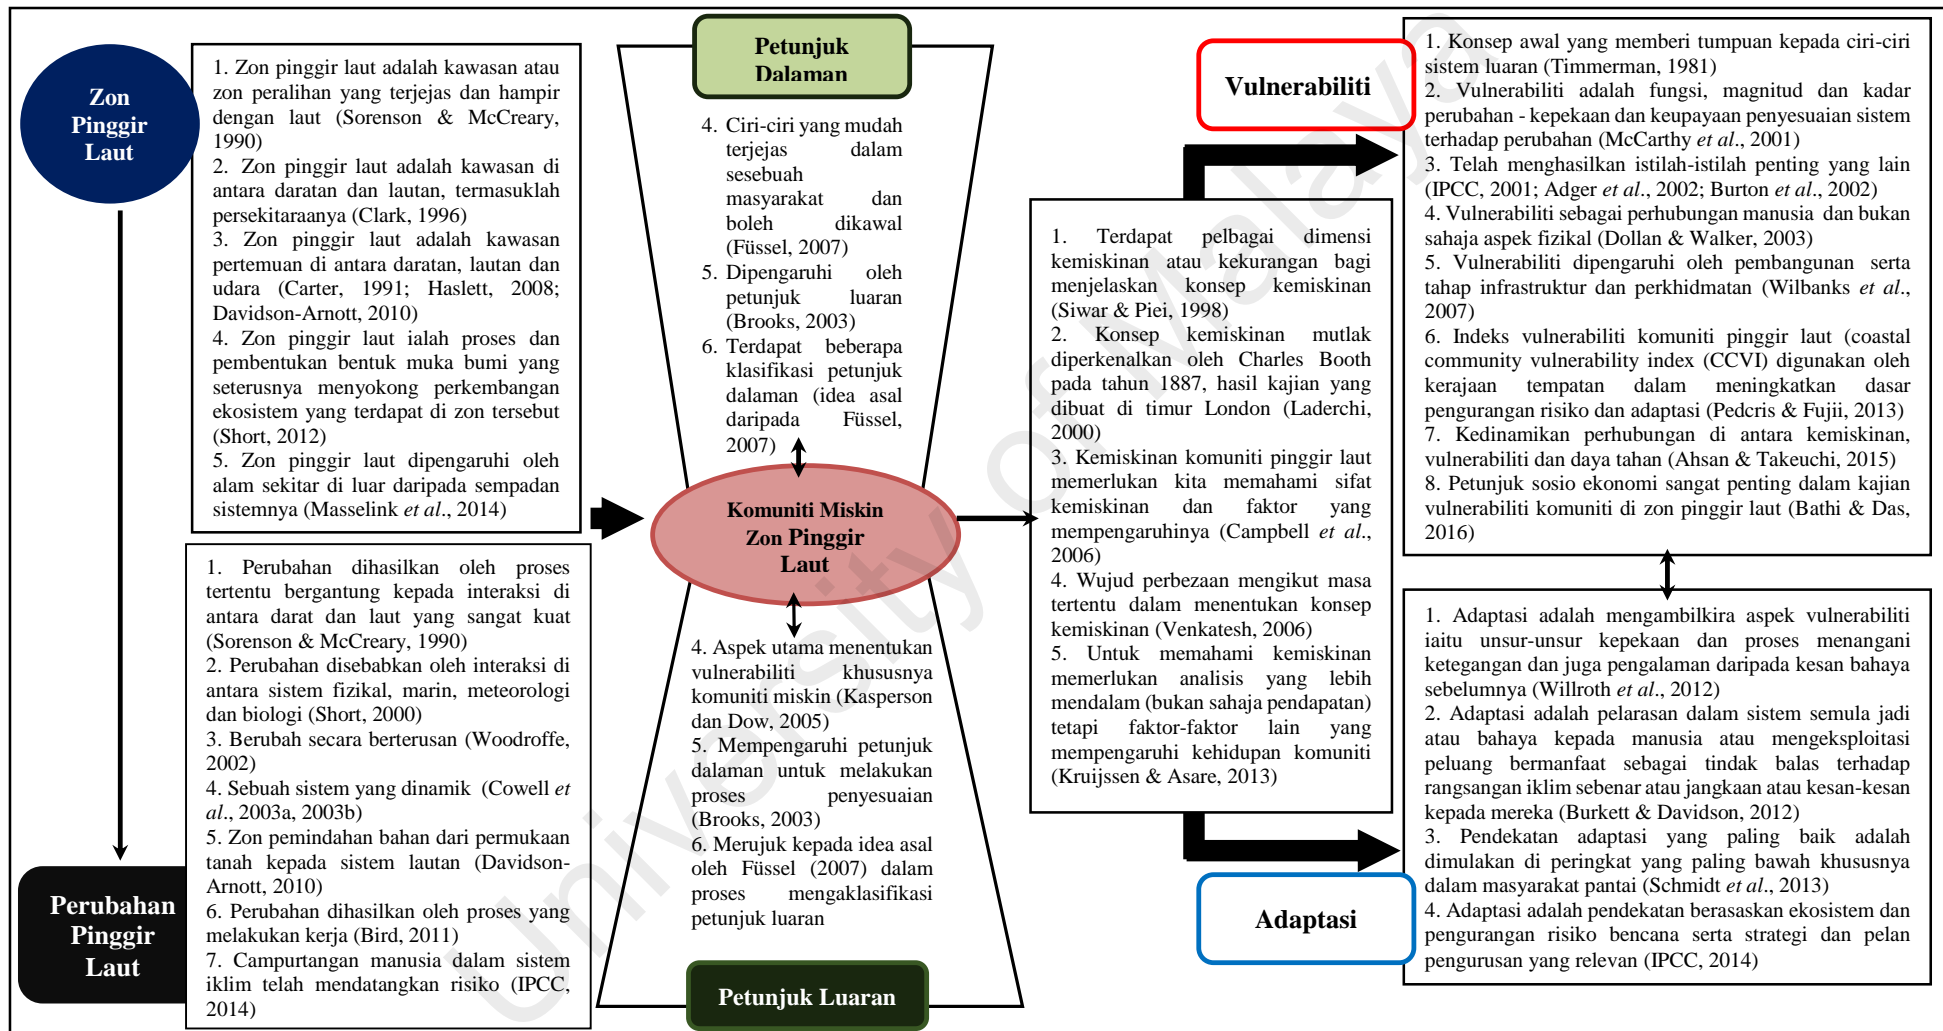 Zon
Pinggir
Laut
1. Zon pinggir laut adalah kawasan atau
zon peralihan yang terjejas dan hampir
dengan laut (Sorenson & McCreary,
1990)
2. Zon pinggir laut adalah kawasan di
antara daratan dan lautan, termasuklah
persekitaraanya (Clark, 1996)
3. Zon pinggir laut adalah kawasan
pertemuan di antara daratan, lautan dan
udara (Carter, 1991; Haslett, 2008;
Davidson-Arnott, 2010)
4. Zon pinggir laut ialah proses dan
pembentukan bentuk muka bumi yang
seterusnya menyokong perkembangan
ekosistem yang terdapat di zon tersebut
(Short, 2012)
5. Zon pinggir laut dipengaruhi oleh
alam sekitar di luar daripada sempadan
sistemnya (Masselink et al., 2014)
Perubahan
Pinggir
Laut
1. Perubahan dihasilkan oleh proses
tertentu bergantung kepada interaksi di
antara darat dan laut yang sangat kuat
(Sorenson & McCreary, 1990)
2. Perubahan disebabkan oleh interaksi di
antara sistem fizikal, marin, meteorologi
dan biologi (Short, 2000)
3. Berubah secara berterusan (Woodroffe,
2002)
4. Sebuah sistem yang dinamik (Cowell et
al., 2003a, 2003b)
5. Zon pemindahan bahan dari permukaan
tanah kepada sistem lautan (Davidson-
Arnott, 2010)
6. Perubahan dihasilkan oleh proses yang
melakukan kerja (Bird, 2011)
7. Campurtangan manusia dalam sistem
iklim telah mendatangkan risiko (IPCC,
2014)
Petunjuk
Dalaman
4. Ciri-ciri yang mudah
terjejas dalam
sesebuah
masyarakat dan
boleh dikawal
(Füssel, 2007)
5. Dipengaruhi oleh
petunjuk luaran
(Brooks, 2003)
6. Terdapat beberapa
klasifikasi petunjuk
dalaman (idea asal
daripada Füssel,
2007)
Komuniti Miskin
Zon Pinggir
Laut
4. Aspek utama menentukan
vulnerabiliti khususnya
komuniti miskin (Kasperson
dan Dow, 2005)
5. Mempengaruhi petunjuk
dalaman untuk melakukan
proses penyesuaian
(Brooks, 2003)
6. Merujuk kepada idea asal
oleh Füssel (2007) dalam
proses mengaklasifikasi
petunjuk luaran
Petunjuk Luaran
1. Terdapat pelbagai dimensi
kemiskinan atau kekurangan bagi
menjelaskan konsep kemiskinan
(Siwar & Piei, 1998)
2. Konsep kemiskinan mutlak
diperkenalkan oleh Charles Booth
pada tahun 1887, hasil kajian yang
dibuat di timur London (Laderchi,
2000)
3. Kemiskinan komuniti pinggir laut
memerlukan kita memahami sifat
kemiskinan dan faktor yang
mempengaruhinya (Campbell et al.,
2006)
4. Wujud perbezaan mengikut masa
tertentu dalam menentukan konsep
kemiskinan (Venkatesh, 2006)
5. Untuk memahami kemiskinan
memerlukan analisis yang lebih
mendalam (bukan sahaja pendapatan)
tetapi faktor-faktor lain yang
mempengaruhi kehidupan komuniti
(Kruijssen & Asare, 2013)
Vulnerabiliti
1. Konsep awal yang memberi tumpuan kepada ciri-ciri
sistem luaran (Timmerman, 1981)
2. Vulnerabiliti adalah fungsi, magnitud dan kadar
perubahan - kepekaan dan keupayaan penyesuaian sistem
terhadap perubahan (McCarthy et al., 2001)
3. Telah menghasilkan istilah-istilah penting yang lain
(IPCC, 2001; Adger et al., 2002; Burton et al., 2002)
4. Vulnerabiliti sebagai perhubungan manusia dan bukan
sahaja aspek fizikal (Dollan & Walker, 2003)
5. Vulnerabiliti dipengaruhi oleh pembangunan serta
tahap infrastruktur dan perkhidmatan (Wilbanks et al.,
2007)
6. Indeks vulnerabiliti komuniti pinggir laut (coastal
community vulnerability index (CCVI) digunakan oleh
kerajaan tempatan dalam meningkatkan dasar
pengurangan risiko dan adaptasi (Pedcris & Fujii, 2013)
7. Kedinamikan perhubungan di antara kemiskinan,
vulnerabiliti dan daya tahan (Ahsan & Takeuchi, 2015)
8. Petunjuk sosio ekonomi sangat penting dalam kajian
vulnerabiliti komuniti di zon pinggir laut (Bathi & Das,
2016)
Adaptasi
1. Adaptasi adalah mengambilkira aspek vulnerabiliti
iaitu unsur-unsur kepekaan dan proses menangani
ketegangan dan juga pengalaman daripada kesan bahaya
sebelumnya (Willroth et al., 2012)
2. Adaptasi adalah pelarasan dalam sistem semula jadi
atau bahaya kepada manusia atau mengeksploitasi
peluang bermanfaat sebagai tindak balas terhadap
rangsangan iklim sebenar atau jangkaan atau kesan-kesan
kepada mereka (Burkett & Davidson, 2012)
3. Pendekatan adaptasi yang paling baik adalah
dimulakan di peringkat yang paling bawah khususnya
dalam masyarakat pantai (Schmidt et al., 2013)
4. Adaptasi adalah pendekatan berasaskan ekosistem dan
pengurangan risiko bencana serta strategi dan pelan
pengurusan yang relevan (IPCC, 2014)
University of Malaya